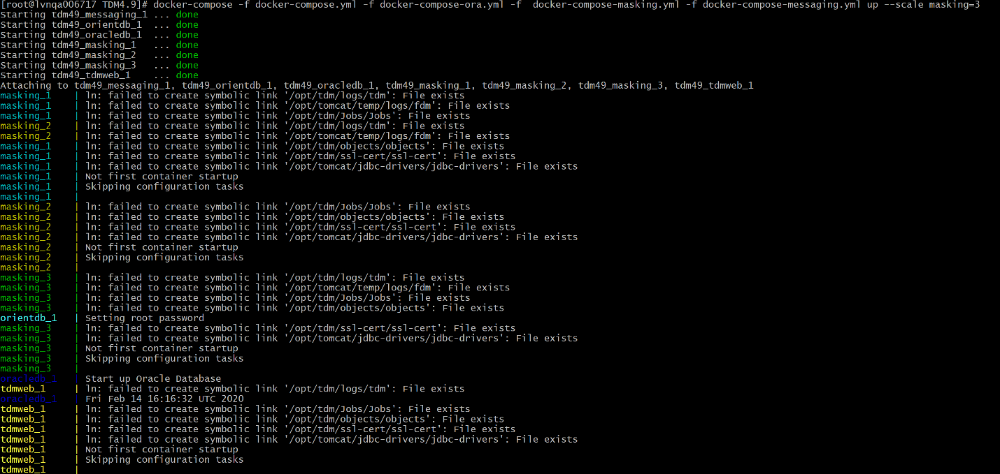 [root@lvnqa006717 TDM4.9]# docker-compose -f docker-compose.yml -f docker-compose-ora.yml -f  docker-compose-masking.yml -f docker-compose-messaging.yml up --scale masking=3
Starting tdm49_messaging_1 ... done
Starting tdm49_orientdb_1  ... done
Starting tdm49_oracledb_1  ... done
Starting tdm49_masking_1   ... done
Starting tdm49_masking_2   ... done
Starting tdm49_masking_3   ... done
Starting tdm49_tdmweb_1    ... done
Attaching to tdm49_messaging_1, tdm49_orientdb_1, tdm49_oracledb_1, tdm49_masking_1, tdm49_masking_2, tdm49_masking_3, tdm49_tdmweb_1
masking_1    | ln: failed to create symbolic link '/opt/tdm/logs/tdm': File exists
masking_1    | ln: failed to create symbolic link '/opt/tomcat/temp/logs/fdm': File exists
masking_1    | ln: failed to create symbolic link '/opt/tdm/Jobs/Jobs': File exists
masking_2    | ln: failed to create symbolic link '/opt/tdm/logs/tdm': File exists
masking_2    | ln: failed to create symbolic link '/opt/tomcat/temp/logs/fdm': File exists
masking_1    | ln: failed to create symbolic link '/opt/tdm/objects/objects': File exists
masking_1    | ln: failed to create symbolic link '/opt/tdm/ssl-cert/ssl-cert': File exists
masking_1    | ln: failed to create symbolic link '/opt/tomcat/jdbc-drivers/jdbc-drivers': File exists
masking_1    | Not first container startup
masking_1    | Skipping configuration tasks
masking_1    |
masking_2    | ln: failed to create symbolic link '/opt/tdm/Jobs/Jobs': File exists
masking_2    | ln: failed to create symbolic link '/opt/tdm/objects/objects': File exists
masking_2    | ln: failed to create symbolic link '/opt/tdm/ssl-cert/ssl-cert': File exists
masking_2    | ln: failed to create symbolic link '/opt/tomcat/jdbc-drivers/jdbc-drivers': File exists
masking_2    | Not first container startup
masking_2    | Skipping configuration tasks
masking_2    |
masking_3    | ln: failed to create symbolic link '/opt/tdm/logs/tdm': File exists
masking_3    | ln: failed to create symbolic link '/opt/tomcat/temp/logs/fdm': File exists
masking_3    | ln: failed to create symbolic link '/opt/tdm/Jobs/Jobs': File exists
masking_3    | ln: failed to create symbolic link '/opt/tdm/objects/objects': File exists
orientdb_1   | Setting root password
masking_3    | ln: failed to create symbolic link '/opt/tdm/ssl-cert/ssl-cert': File exists
masking_3    | ln: failed to create symbolic link '/opt/tomcat/jdbc-drivers/jdbc-drivers': File exists
masking_3    | Not first container startup
masking_3    | Skipping configuration tasks
masking_3    |
oracledb_1   | Start up Oracle Database
tdmweb_1     | ln: failed to create symbolic link '/opt/tdm/logs/tdm': File exists
oracledb_1   | Fri Feb 14 16:16:32 UTC 2020
tdmweb_1     | ln: failed to create symbolic link '/opt/tdm/Jobs/Jobs': File exists
tdmweb_1     | ln: failed to create symbolic link '/opt/tdm/objects/objects': File exists
tdmweb_1     | ln: failed to create symbolic link '/opt/tdm/ssl-cert/ssl-cert': File exists
tdmweb_1     | ln: failed to create symbolic link '/opt/tomcat/jdbc-drivers/jdbc-drivers': File exists
tdmweb_1     | Not first container startup
tdmweb_1     | Skipping configuration tasks
tdmweb_1     |